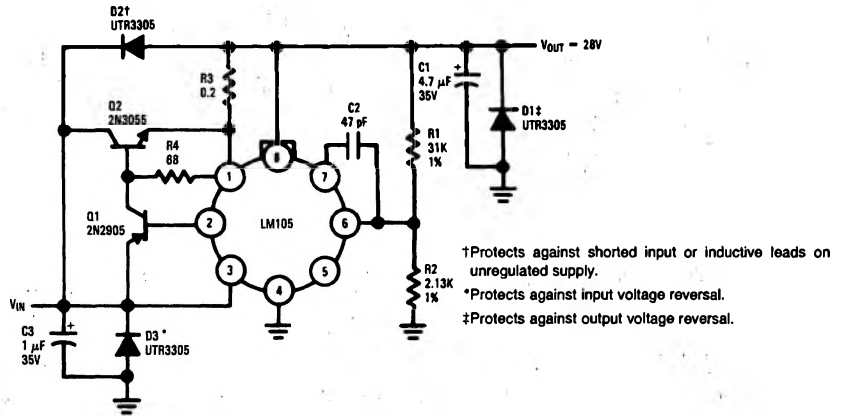 D2†
UTR3305
VOUT – 28V
R3
0.2
C1
4.7 µF
35V
+
D1‡
UTR3305
Q2
2N3055
C2
47 pF
R4
68
R1
31K
1%
8
1
7
Q1
2N2905
2
LM105
6
3
5
4
R2
2.13K
1%
†Protects against shorted input or inductive leads on
unregulated supply.
*Protects against input voltage reversal.
‡Protects against output voltage reversal.
VIN
C3
1 µF
35V
+
D3*
UTR3305